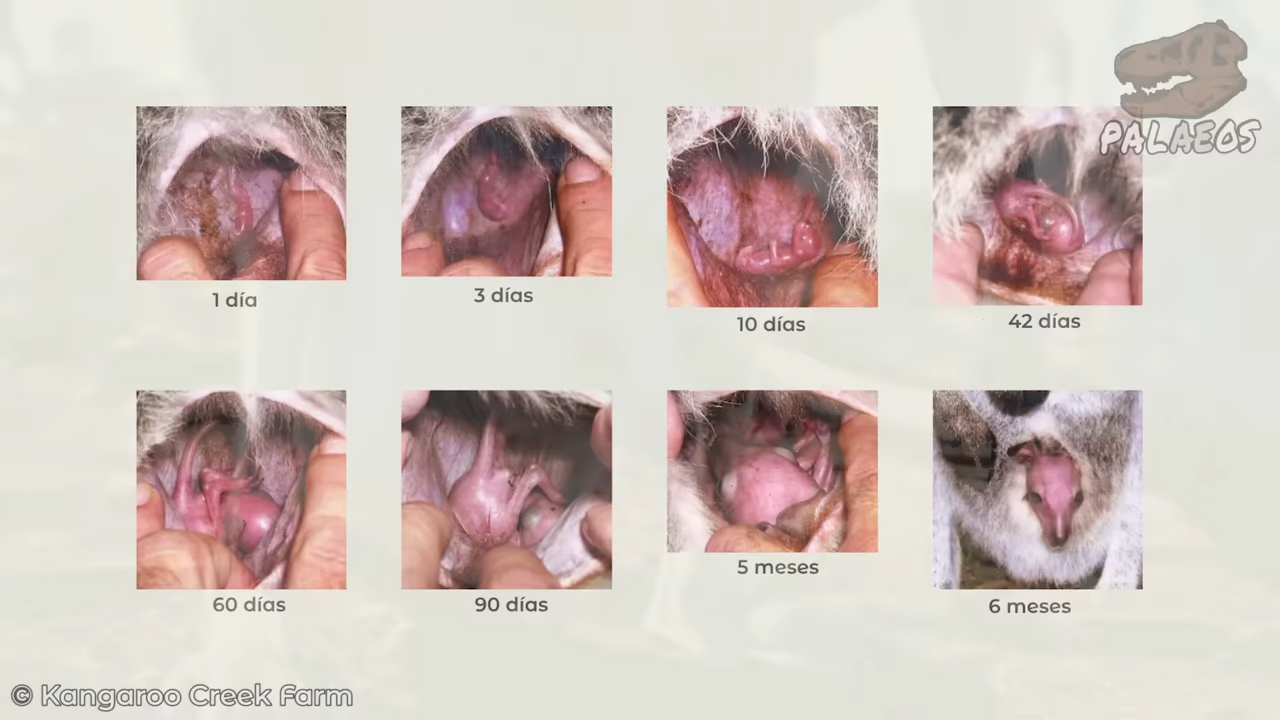 PALAEOS
1 día
3 días
10 días
42 días
60 días
90 días
5 meses
6 meses
© Kangaroo Creek Farm